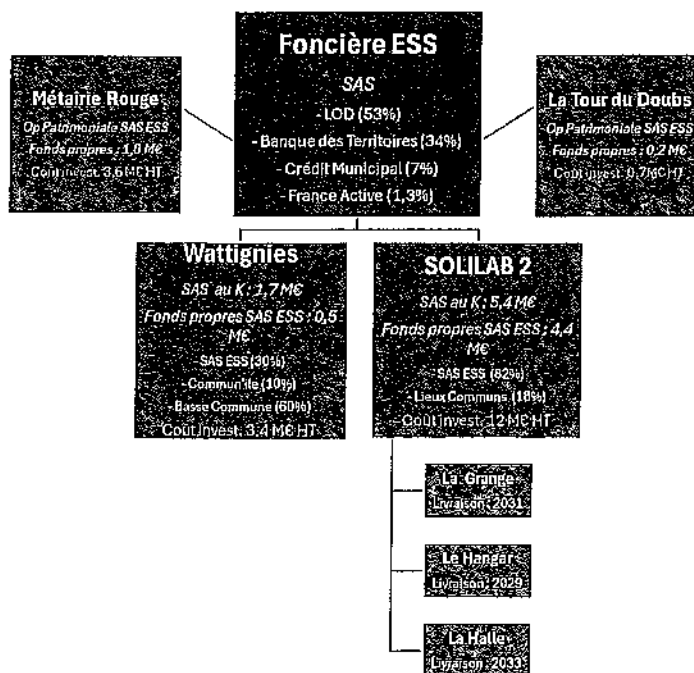 Foncière ESS
SAS
- LOD (53%)
- Banque des Territoires (34%)
- Crédit Municipal (7%)
- France Active (1,3%)
Métairie Rouge
Op Patrimoniale SAS ESS
Fonds propres : 1,0 M€
Coût invest. 3,6 M€ HT
La Tour du Doubs
Op Patrimoniale SAS ESS
Fonds propres : 0,2 M€
Coût invest. 0,7M€ HT
Wattignies
SAS au K : 1,7 M€
Fonds propres SAS ESS : 0,5
M€
- SAS ESS (30%)
- Commun'île (10%)
- Basse Commune (60%)
Coût invest. 3,4 M€ HT
SOLILAB 2
SAS au K : 5,4 M€
Fonds propres SAS ESS : 4,4
M€
- SAS ESS (82%)
- Lieux Communs (18%)
Coût invest. 12 M€ HT
La Grange
Livraison : 2031
Le Hangar
Livraison : 2029
La Halle
Livraison : 2033